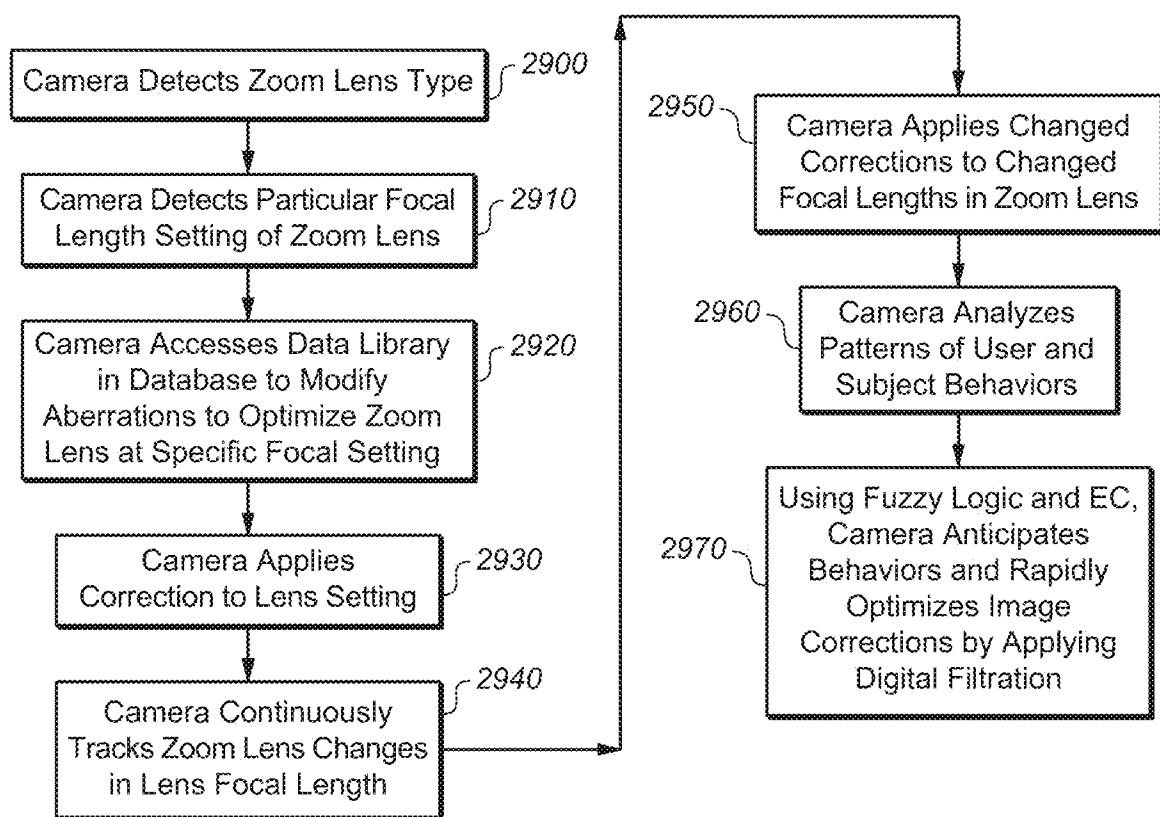 Camera Detects Zoom Lens Type
2900
Camera Detects Particular Focal
Length Setting of Zoom Lens
2910
Camera Accesses Data Library
in Database to Modify
Aberrations to Optimize Zoom
Lens at Specific Focal Setting
2920
Camera Applies
Correction to Lens Setting
2930
Camera Continuously
Tracks Zoom Lens Changes
in Lens Focal Length
2940
2950
Camera Applies Changed
Corrections to Changed
Focal Lengths in Zoom Lens
2960
Camera Analyzes
Patterns of User and
Subject Behaviors
2970
Using Fuzzy Logic and EC,
Camera Anticipates
Behaviors and Rapidly
Optimizes Image
Corrections by Applying
Digital Filtration